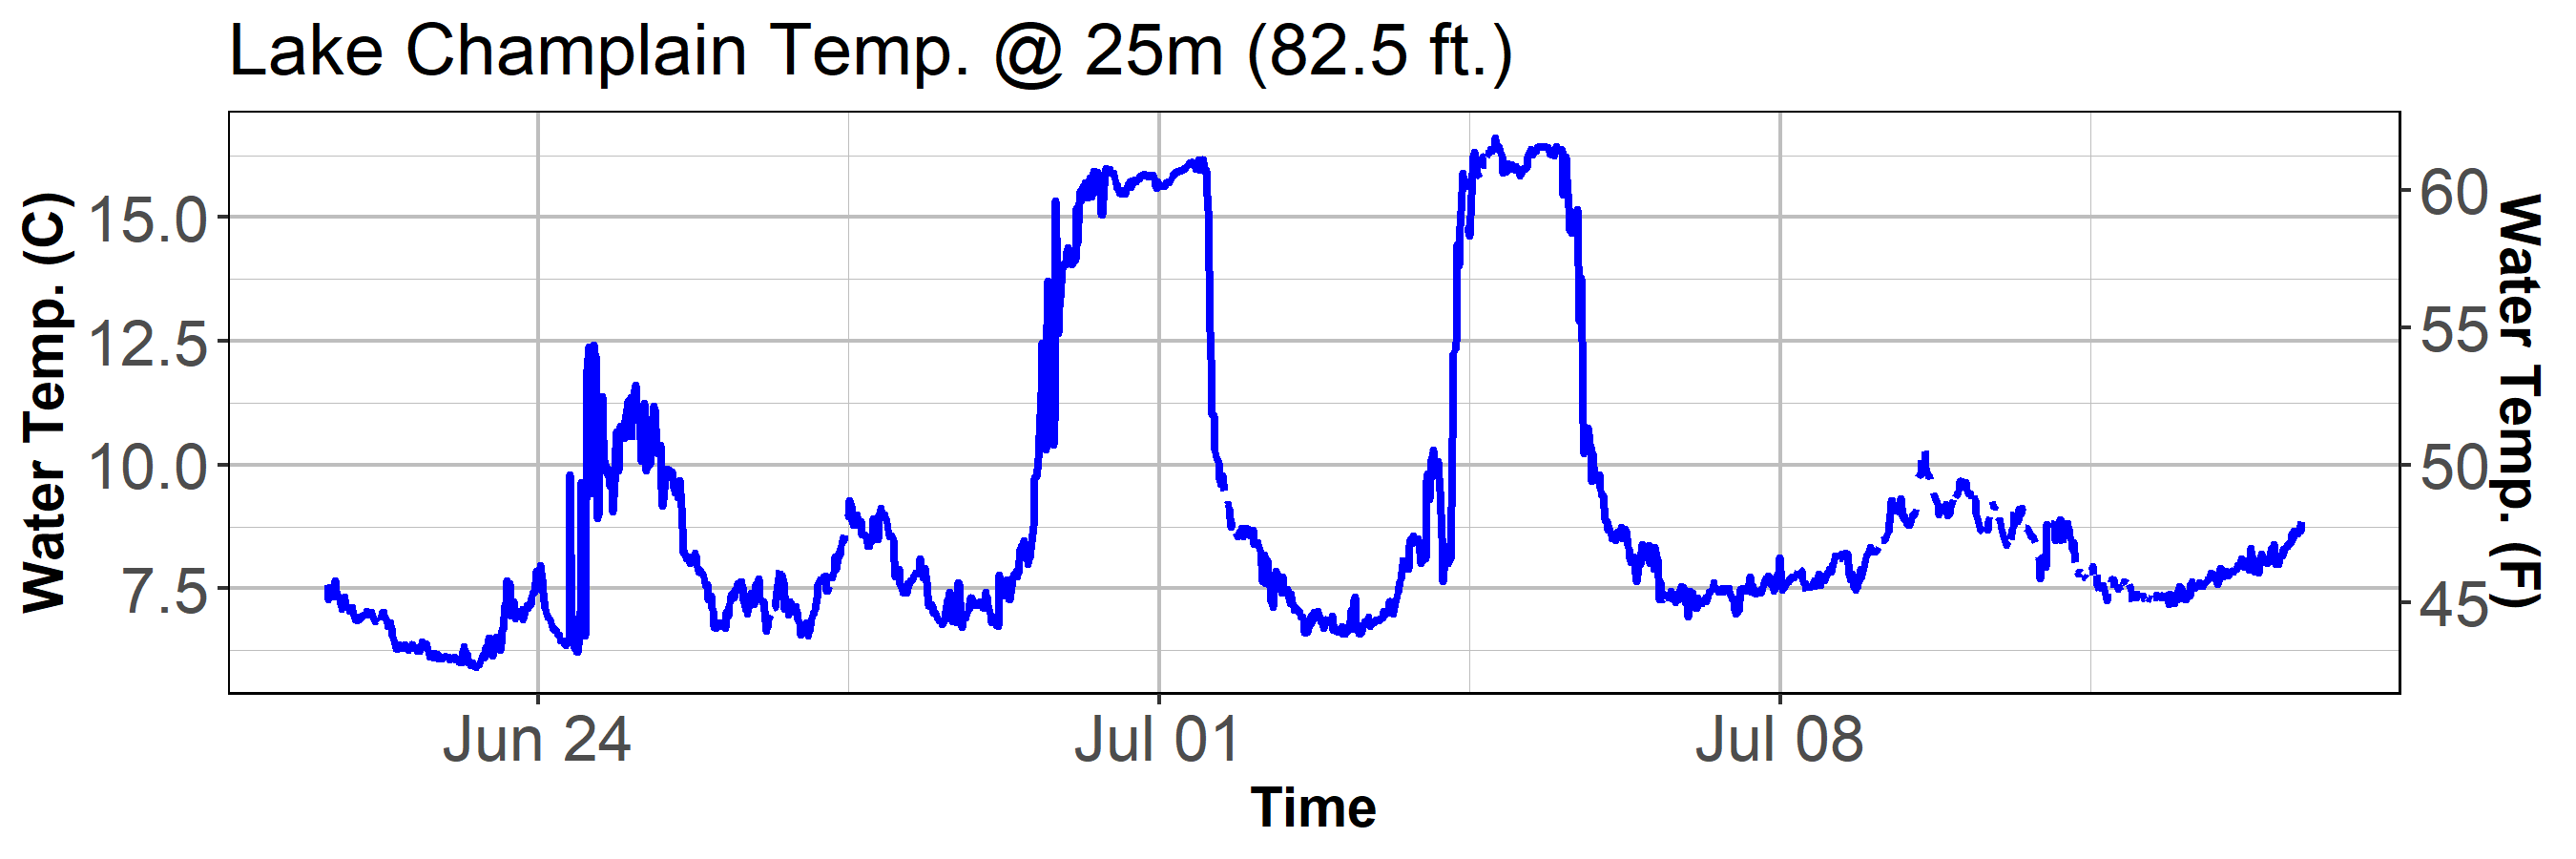 Lake Champlain Temp. @ 25m (82.5 ft.)
Water Temp. (C)
15.0
12.5
10.0
7.5
60
55
50
45
Water Temp. (F)
Jun 24
Jul 01
Jul 08
Time